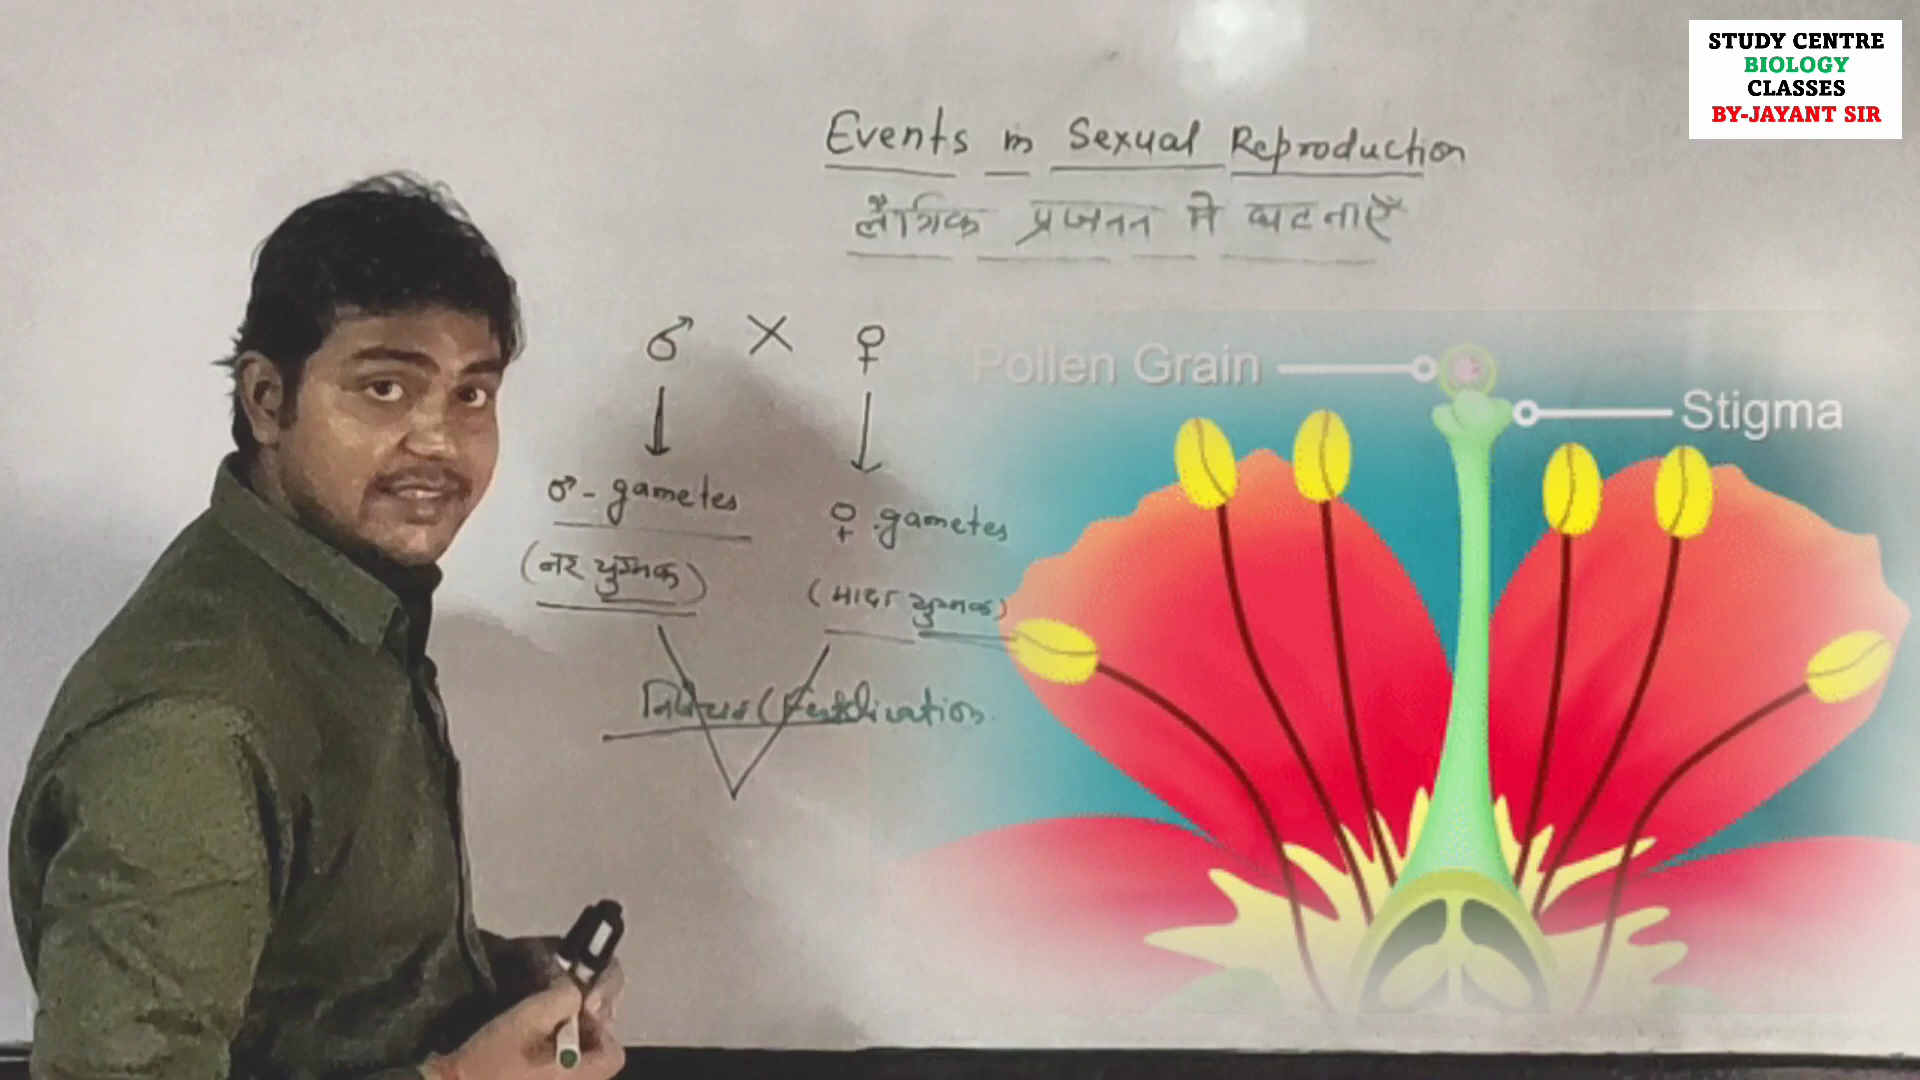 STUDY CENTRE
BIOLOGY
CLASSES
BY-JAYANT SIR
Events in Sexual Reproduction
लैंगिक प्रजनन में घटनाएँ
♂ × ♀
♂-gametes
♀.gametes
(नर युग्मक)
(मादा युग्मक)
निषेचन (Fertilization.
Pollen Grain
Stigma